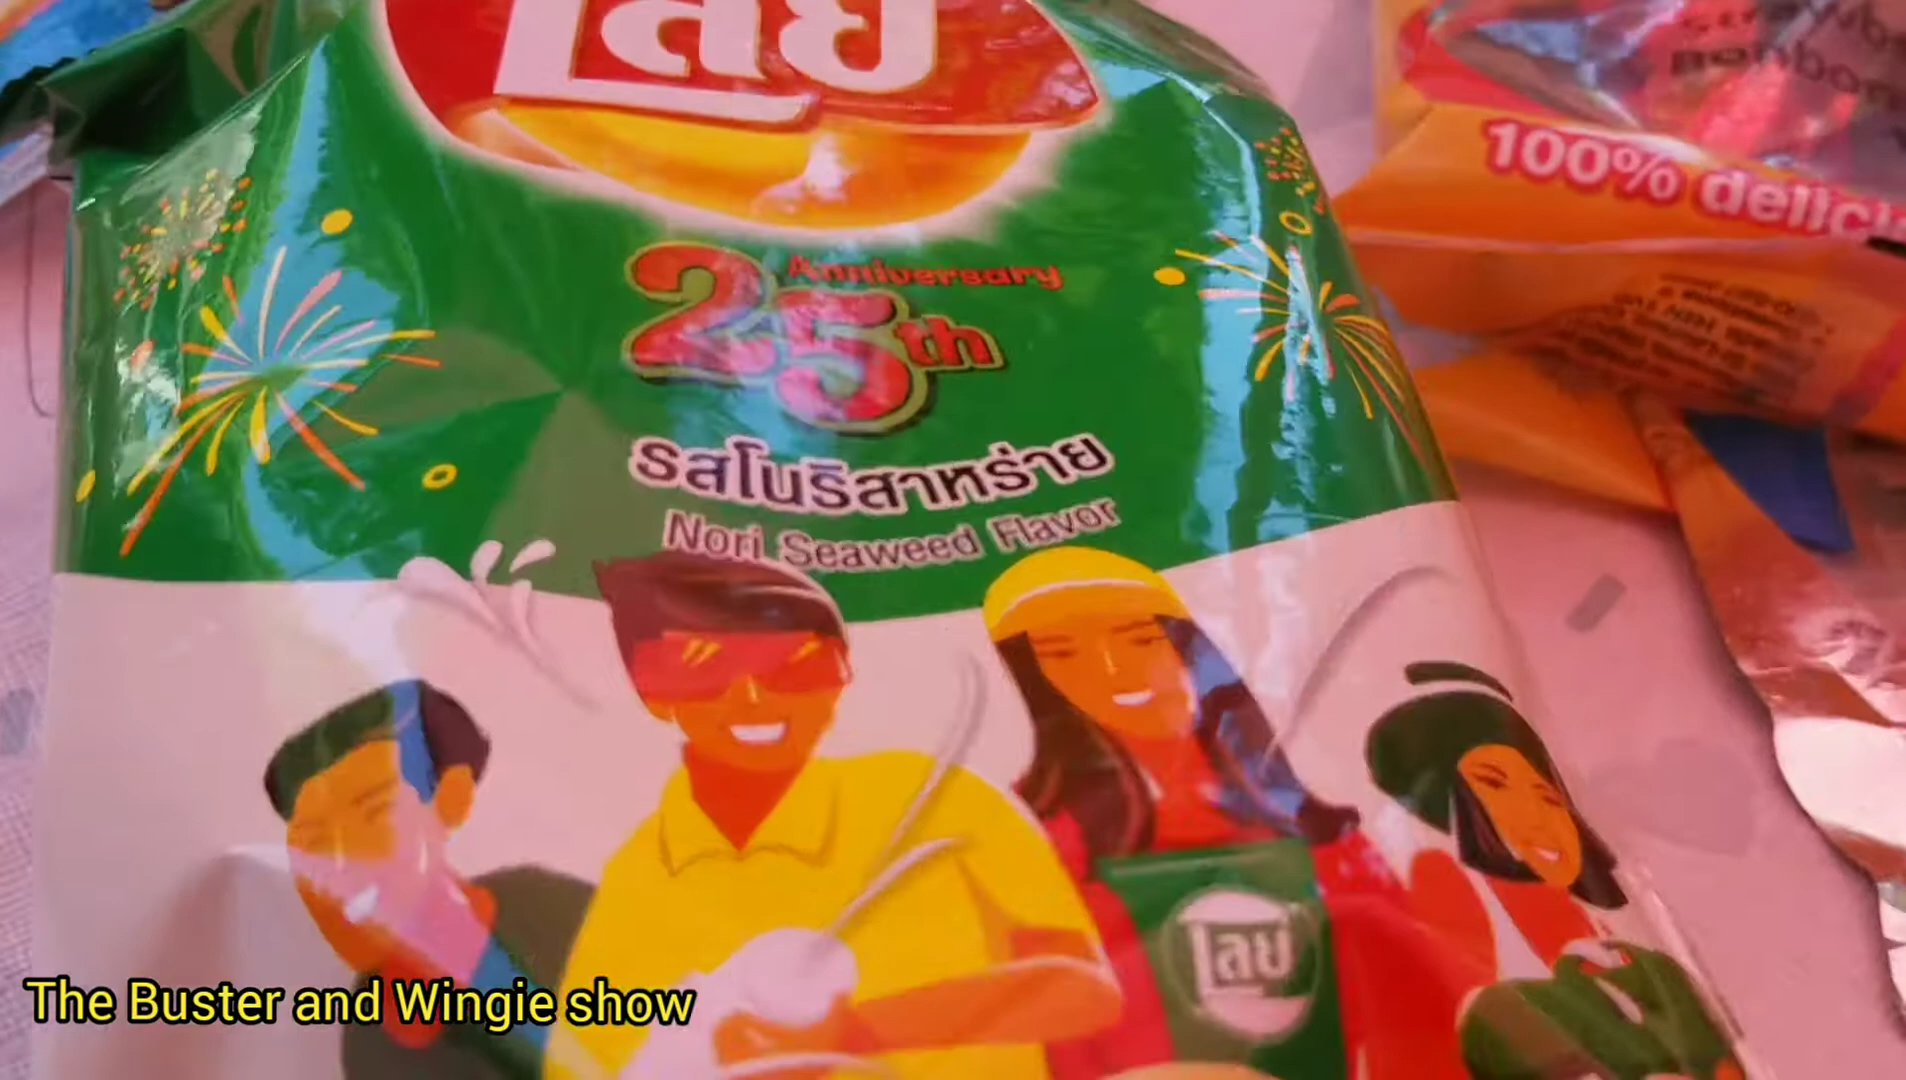 เลย์
Anniversary
25th
รสโนริสาหร่าย
Nori Seaweed Flavor
100%
เลย์
The Buster and Wingie show